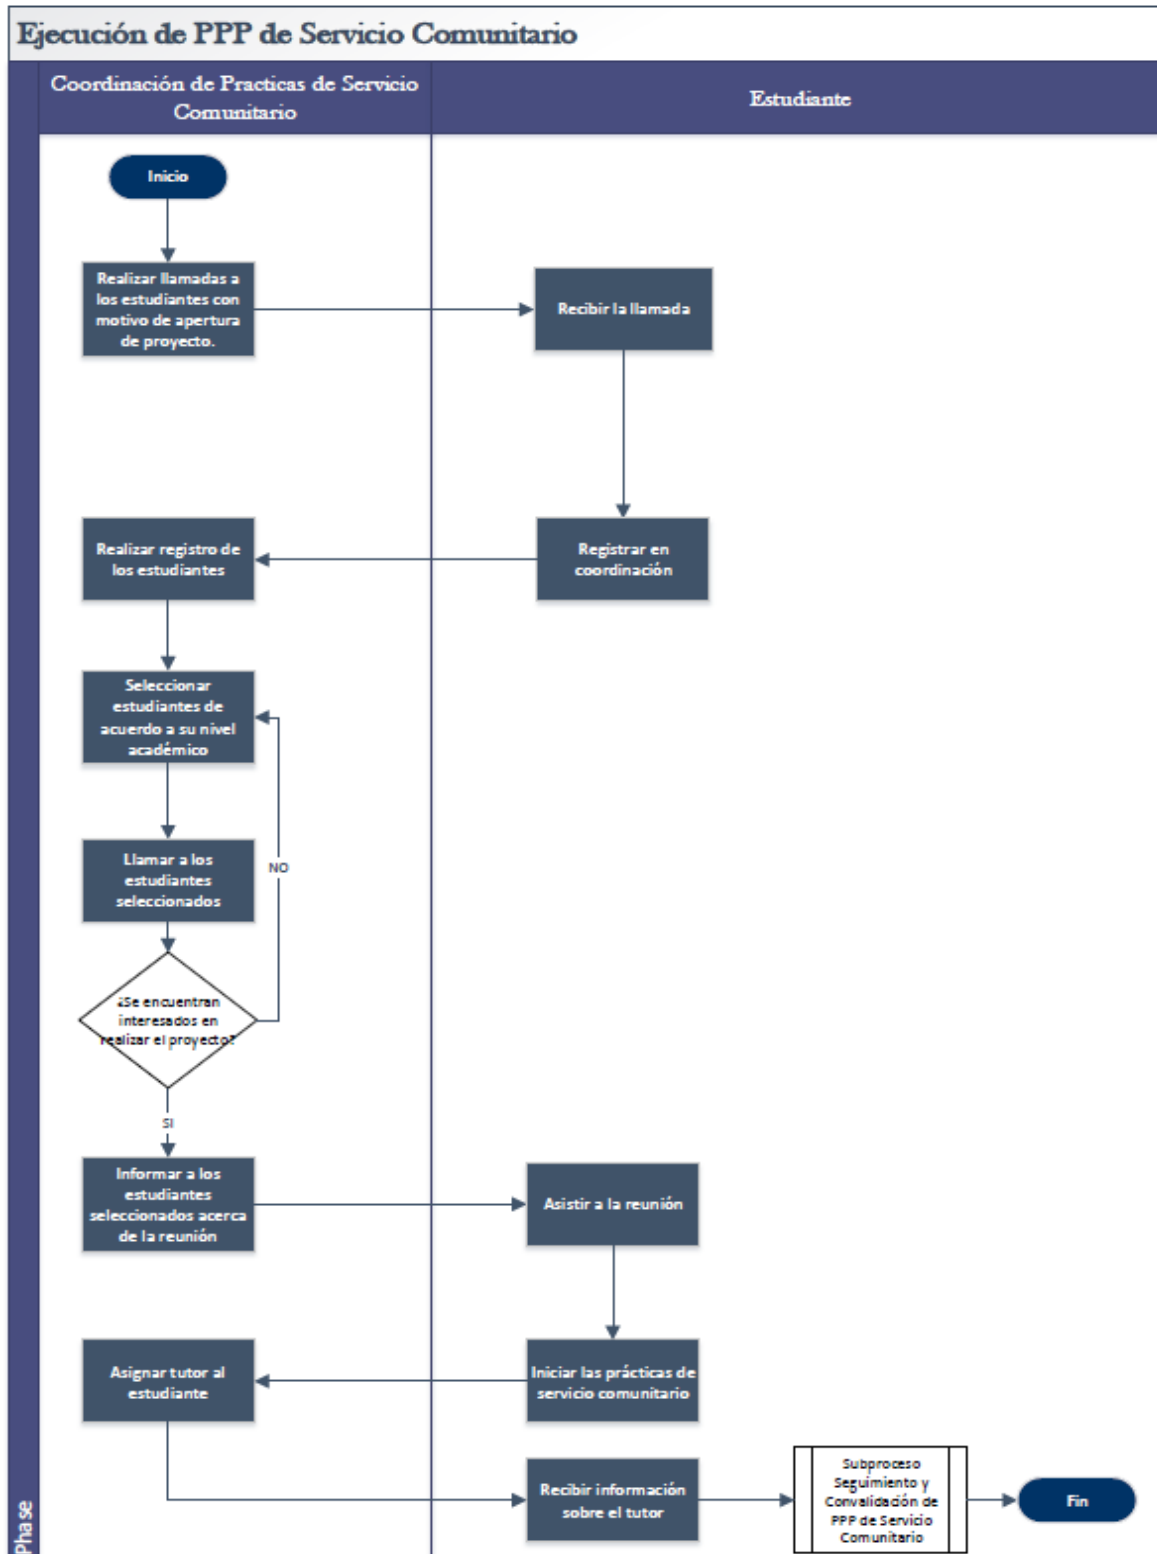 Ejecución de PPP de Servicio Comunitario
Coordinación de Practicas de Servicio
Comunitario
Estudiante
Inicio
Realizar llamadas a
los estudiantes con
motivo de apertura
de proyecto.
Recibir la llamada
Realizar registro de
los estudiantes
Registrar en
coordinación
Seleccionar
estudiantes de
acuerdo a su nivel
académico
Llamar a los
estudiantes
seleccionados
NO
¿Se encuentran
interesados en
realizar el proyecto?
SI
Informar a los
estudiantes
seleccionados acerca
de la reunión
Asistir a la reunión
Asignar tutor al
estudiante
Iniciar las prácticas de
servicio comunitario
Recibir información
sobre el tutor
Subproceso
Seguimiento y
Convalidación de
PPP de Servicio
Comunitario
Fin
Phase